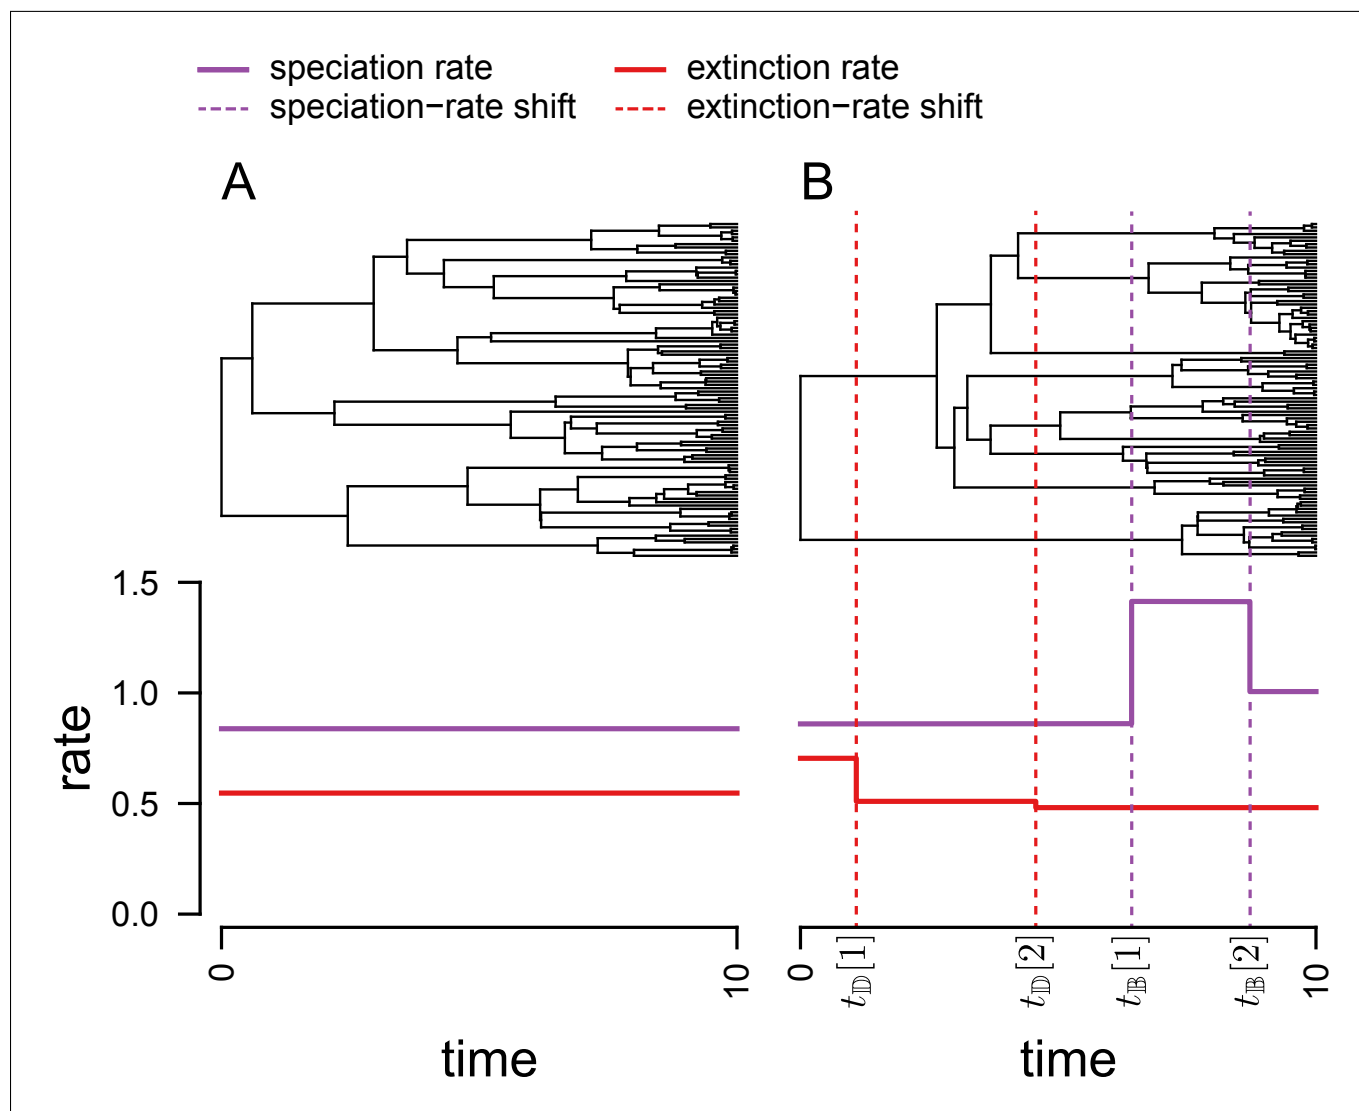 speciation rate
extinction rate
speciation−rate shift
extinction−rate shift
A
B
1.5
1.0
0.5
0.0
rate
0
10
0
t𝔻[1]
t𝔻[2]
t𝔹[1]
t𝔹[2]
10
time
time